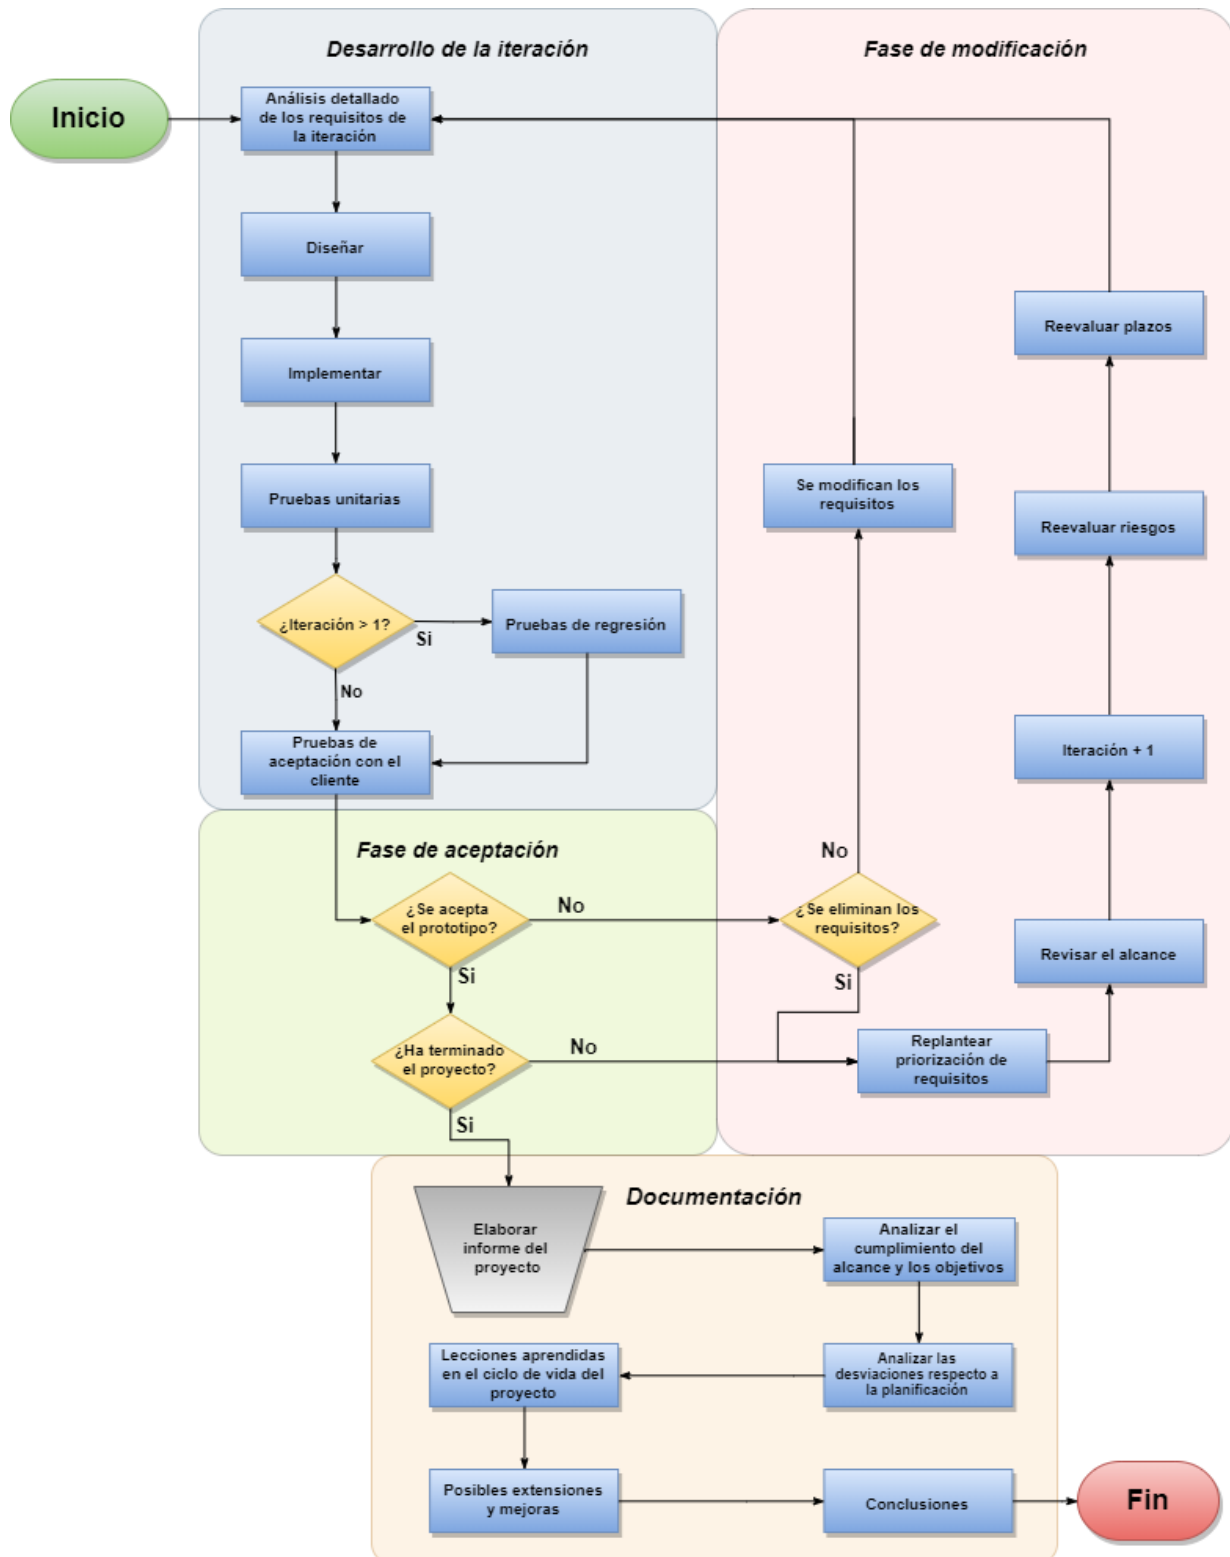 Desarrollo de la iteración
Fase de modificación
Inicio
Análisis detallado
de los requisitos de
la iteración
Diseñar
Implementar
Pruebas unitarias
¿Iteración > 1?
Si
Pruebas de regresión
No
Pruebas de
aceptación con el
cliente
Reevaluar plazos
Se modifican los
requisitos
Reevaluar riesgos
Iteración + 1
Fase de aceptación
¿Se acepta
el prototipo?
No
Si
No
¿Se eliminan los
requisitos?
Si
Revisar el alcance
¿Ha terminado
el proyecto?
No
Si
Replantear
priorización de
requisitos
Documentación
Elaborar
informe del
proyecto
Analizar el
cumplimiento del
alcance y los objetivos
Analizar las
desviaciones respecto a
la planificación
Lecciones aprendidas
en el ciclo de vida del
proyecto
Posibles extensiones
y mejoras
Conclusiones
Fin